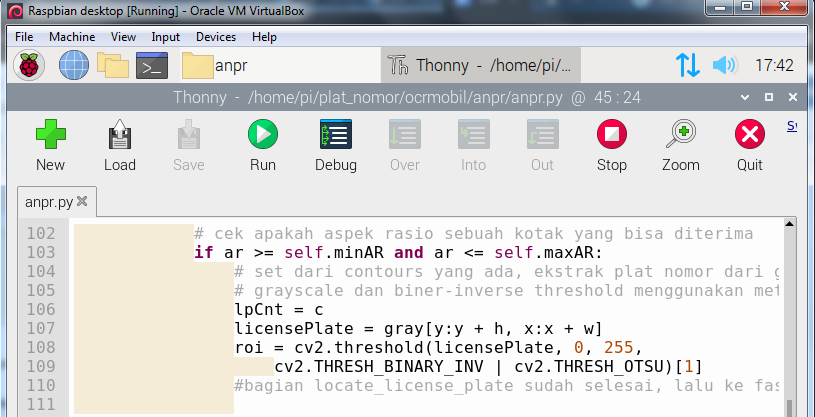 Raspbian desktop [Running] - Oracle VM VirtualBox
File Machine View Input Devices Help
anpr
Th Thonny - /home/pi/...
17:42
Thonny - /home/pi/plat_nomor/ocrmobil/anpr/anpr.py @ 45 : 24
New Load Save Run Debug Over Into Out Stop Zoom Quit
anpr.py
102 # cek apakah aspek rasio sebuah kotak yang bisa diterima
103 if ar >= self.minAR and ar <= self.maxAR:
104 # set dari contours yang ada, ekstrak plat nomor dari g
105 # grayscale dan biner-inverse threshold menggunakan met
106 lpCnt = c
107 licensePlate = gray[y:y + h, x:x + w]
108 roi = cv2.threshold(licensePlate, 0, 255,
109 cv2.THRESH_BINARY_INV | cv2.THRESH_OTSU)[1]
110 #bagian locate_license_plate sudah selesai, lalu ke fas
111